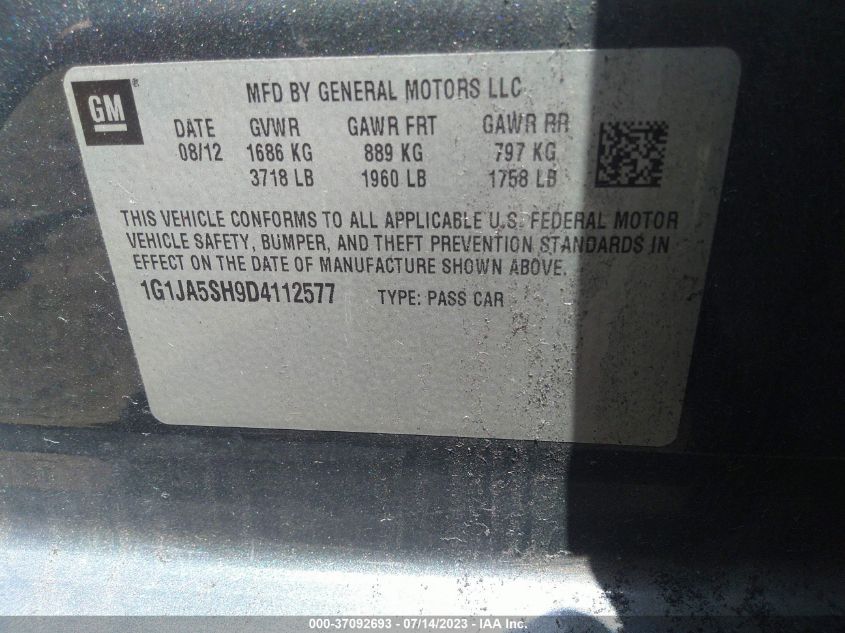 GM
MFD BY GENERAL MOTORS LLC
DATE GVWR GAWR FRT GAWR RR
08/12 1686 KG 889 KG 797 KG
3718 LB 1960 LB 1758 LB
THIS VEHICLE CONFORMS TO ALL APPLICABLE U.S. FEDERAL MOTOR
VEHICLE SAFETY, BUMPER, AND THEFT PREVENTION STANDARDS IN
EFFECT ON THE DATE OF MANUFACTURE SHOWN ABOVE.
1G1JA5SH9D4112577 TYPE: PASS CAR
000-37092693 - 07/14/2023 - IAA Inc.